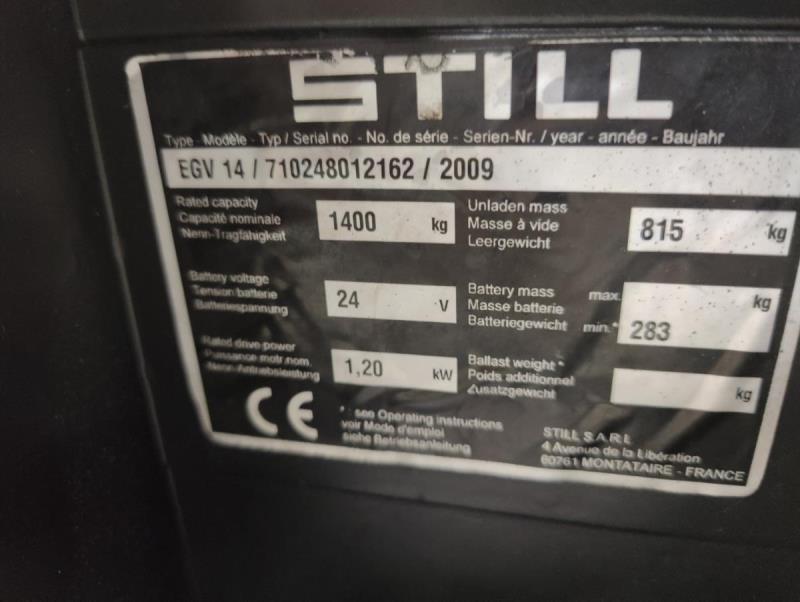 STILL
Type - Modèle - Typ / Serial no. - No. de série - Serien-Nr. / year - année - Baujahr
EGV 14 / 710248012162 / 2009
Rated capacity
Capacité nominale
Nenn-Tragfähigkeit
1400 kg
Unladen mass
Masse à vide
Leergewicht
815 kg
Battery voltage
Tension batterie
Batteriespannung
24 V
Battery mass max.
Masse batterie
Batteriegewicht min.*
kg
283
Rated drive power
Puissance motr.nom.
Nenn-Antriebsleistung
1,20 kW
Ballast weight *
Poids additionnel
Zusatzgewicht
kg
CE
* : see Operating instructions
voir Mode d'emploi
siehe Betriebsanleitung
STILL S.A.R.L
4 Avenue de la Libération
60761 MONTATAIRE - FRANCE